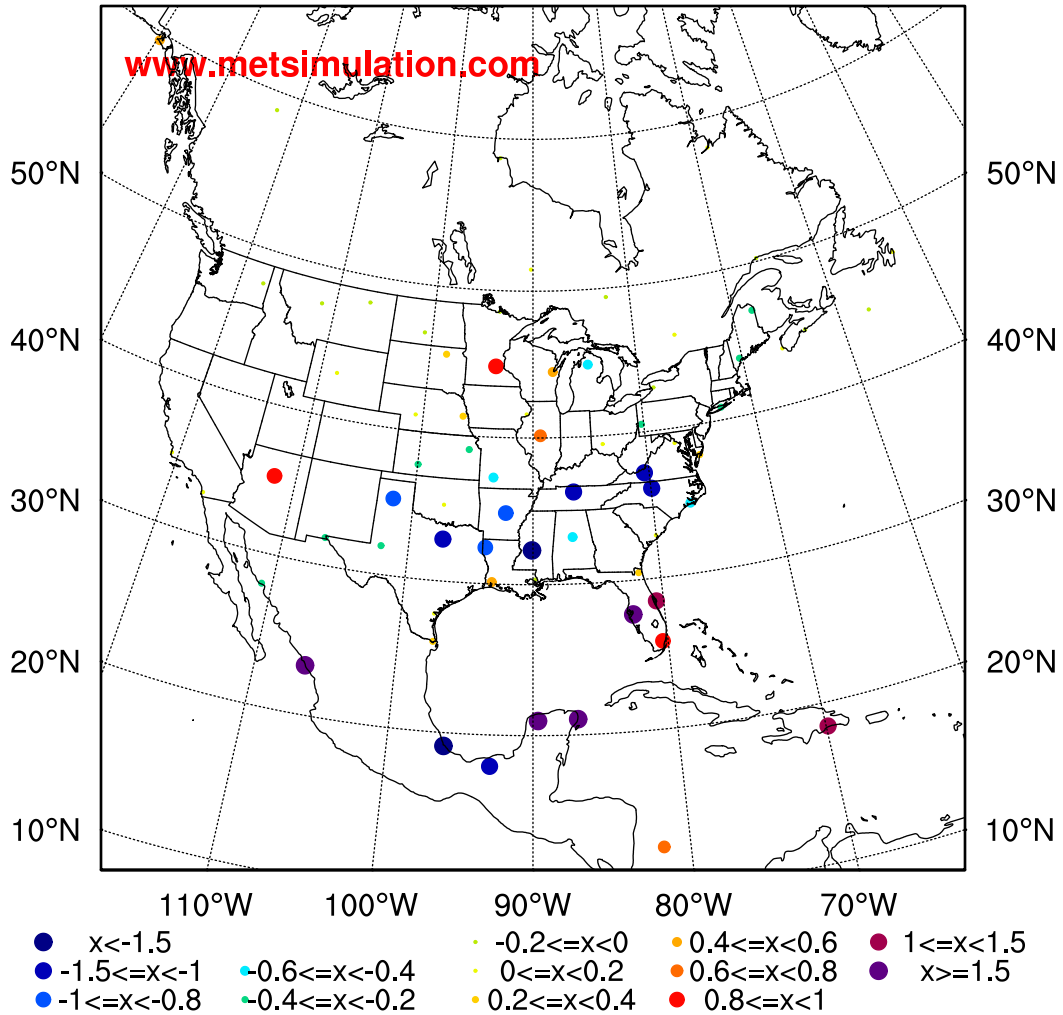 www.metsimulation.com
50°N 50°N
40°N 40°N
30°N 30°N
20°N 20°N
10°N 10°N
110°W 100°W 90°W 80°W 70°W
x<-1.5 -0.2<=x<0 0.4<=x<0.6 1<=x<1.5
-1.5<=x<-1 -0.6<=x<-0.4 0<=x<0.2 0.6<=x<0.8 x>=1.5
-1<=x<-0.8 -0.4<=x<-0.2 0.2<=x<0.4 0.8<=x<1